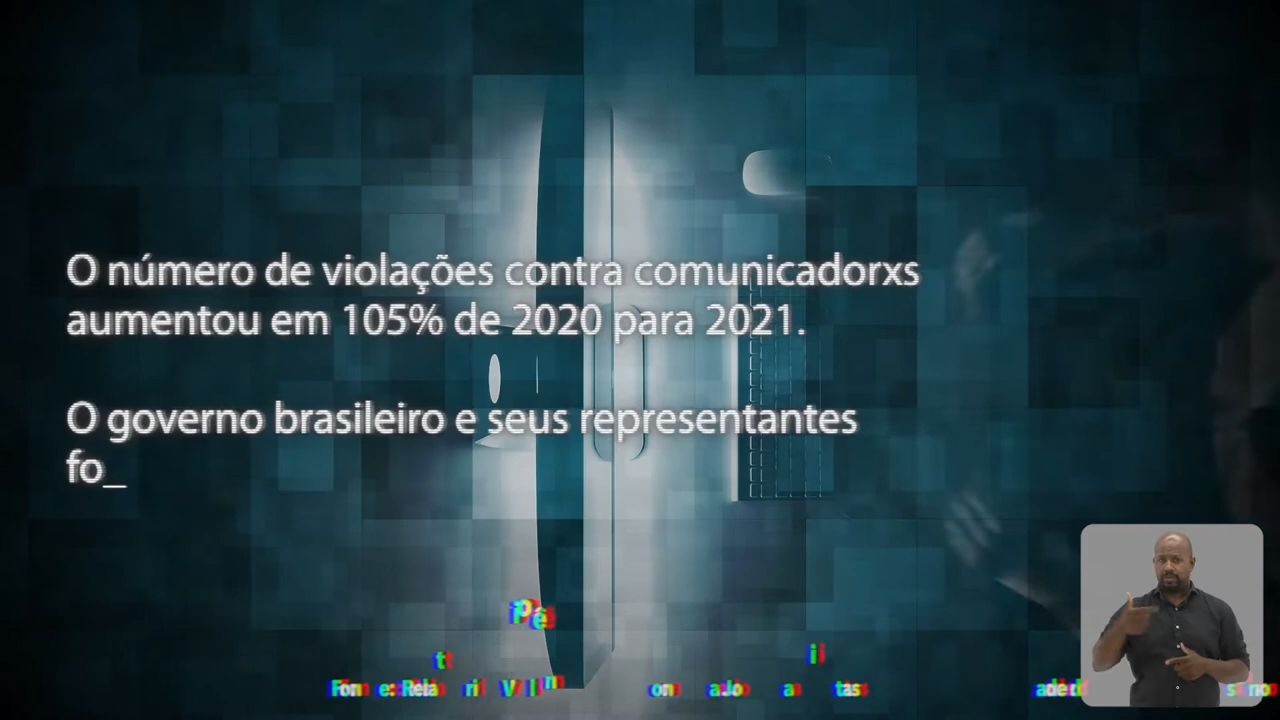 O número de violações contra comunicadorxs
aumentou em 105% de 2020 para 2021.
O governo brasileiro e seus representantes
fo_